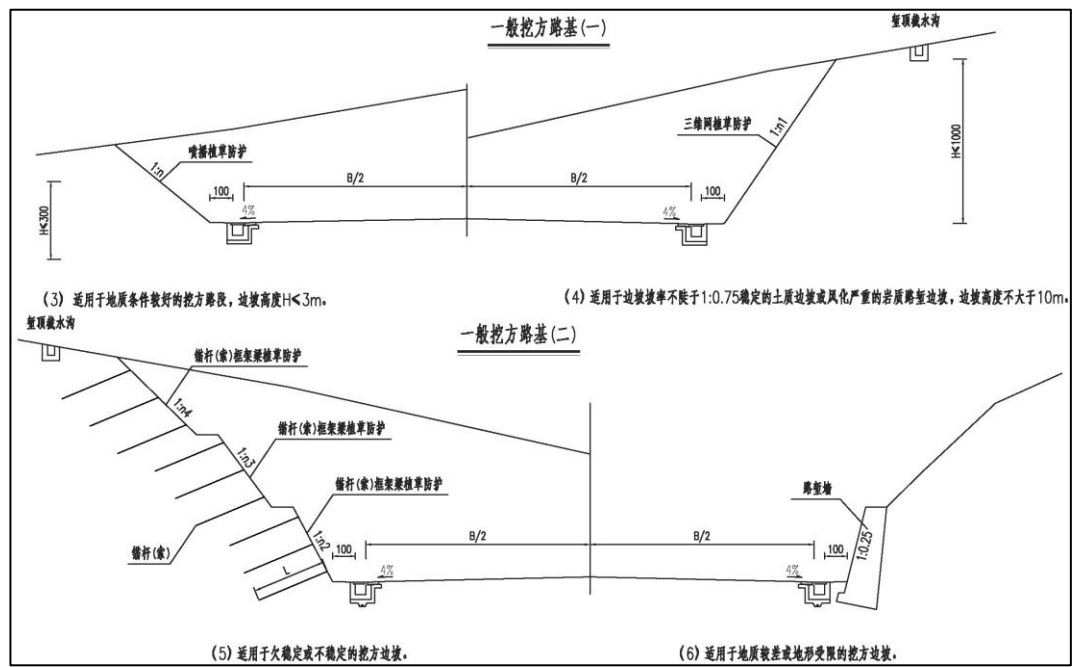 一般挖方路基(一)
堑顶截水沟
喷播植草防护
1:n
三维网植草防护
1:n1
H≤1000
H≤300
100
B/2
B/2
100
4%
4%
(3) 适用于地质条件较好的挖方路段，边坡高度H≤3m。
(4) 适用于边坡坡率不陡于1:0.75稳定的土质边坡或风化严重的岩质路堑边坡，边坡高度不大于10m。
堑顶截水沟
一般挖方路基(二)
锚杆(索)框架梁植草防护
1:n4
锚杆(索)框架梁植草防护
1:n3
锚杆(索)框架梁植草防护
1:n2
锚杆(索)
L
100
B/2
B/2
100
4%
4%
路堑墙
1:0.25
(5) 适用于欠稳定或不稳定的挖方边坡。
(6) 适用于地质较差或地形受限的挖方边坡。